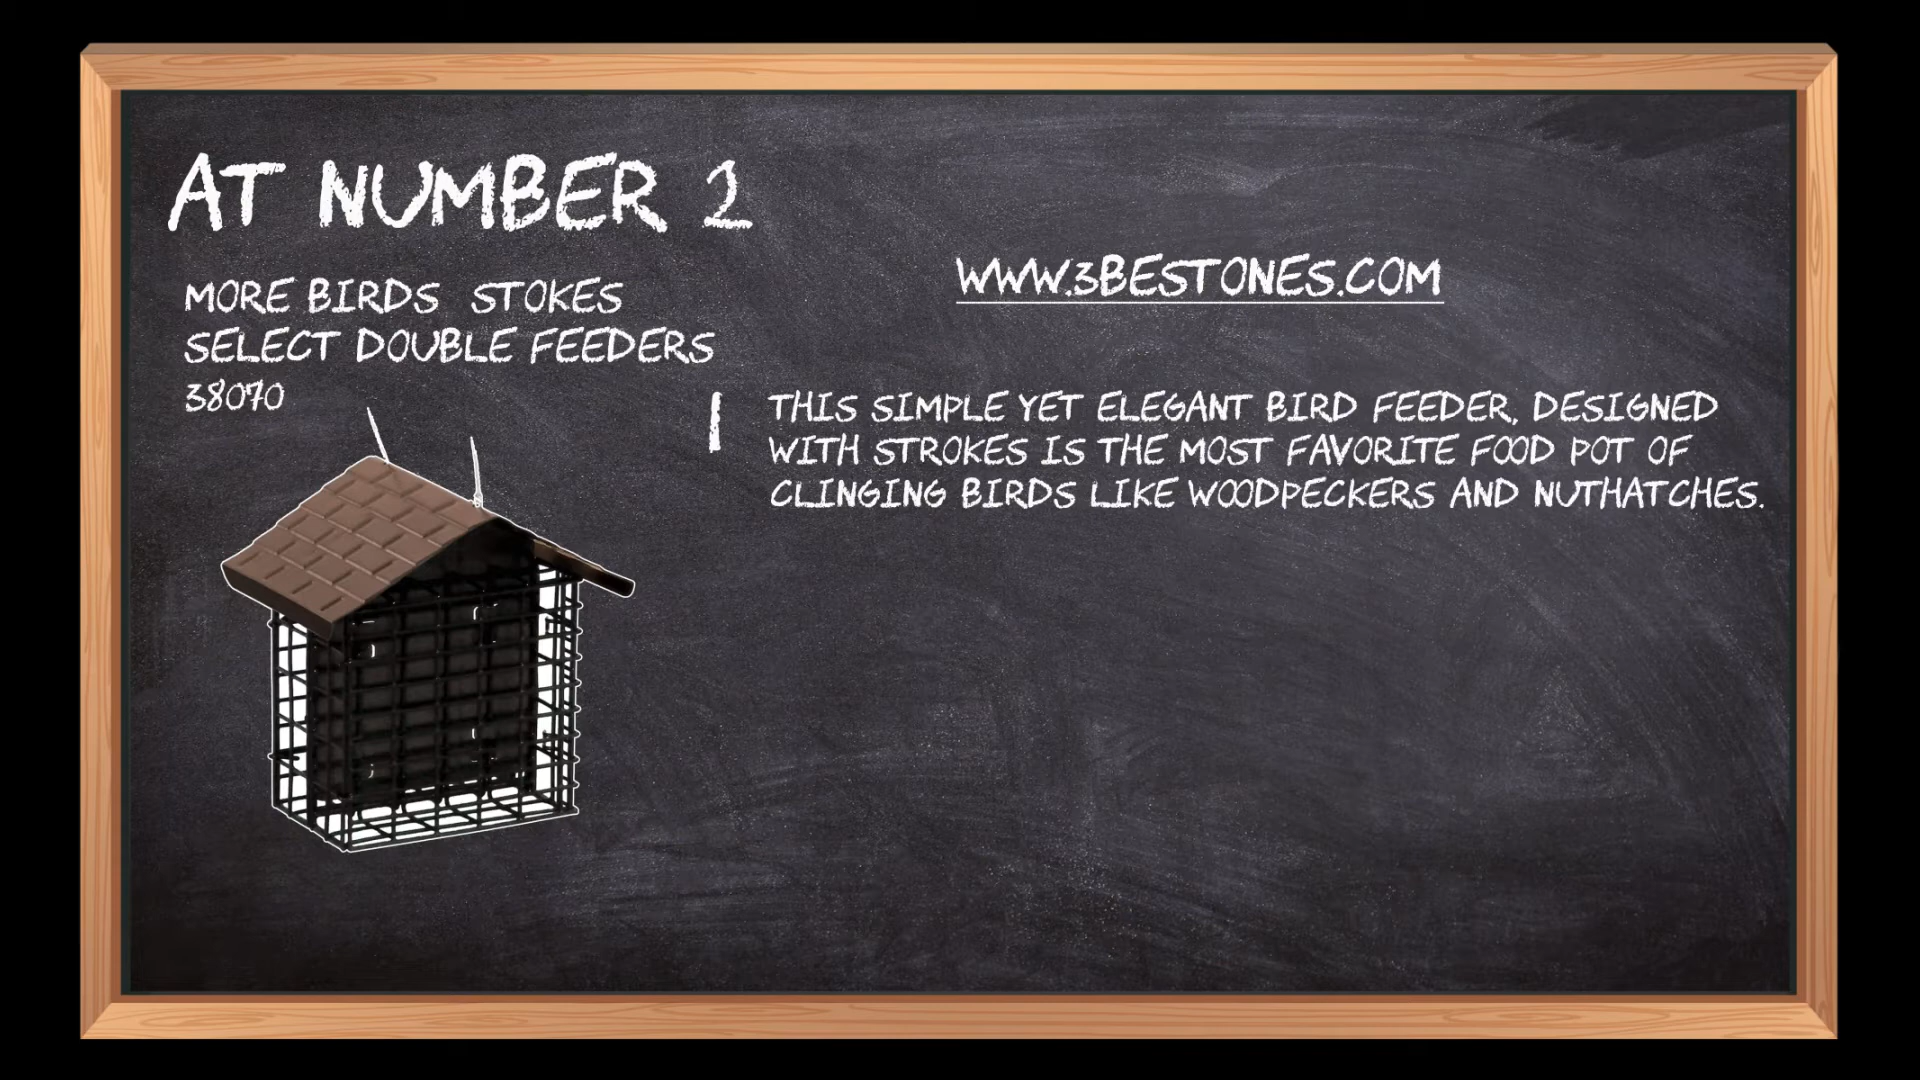 AT NUMBER 2
MORE BIRDS STOKES
SELECT DOUBLE FEEDERS
38070
WWW.3BESTONES.COM
1
THIS SIMPLE YET ELEGANT BIRD FEEDER, DESIGNED
WITH STROKES IS THE MOST FAVORITE FOOD POT OF
CLINGING BIRDS LIKE WOODPECKERS AND NUTHATCHES.